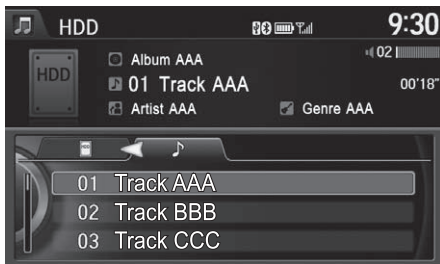 HDD 9:30
02
HDD
Album AAA
01 Track AAA 00'18"
Artist AAA Genre AAA
HDD
01 Track AAA
02 Track BBB
03 Track CCC